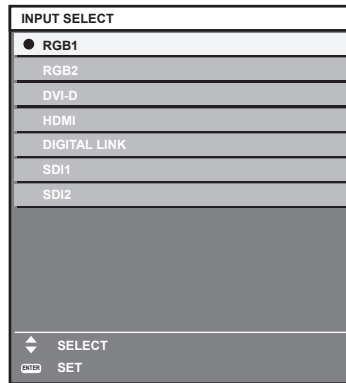 INPUT SELECT
RGB1
RGB2
DVI-D
HDMI
DIGITAL LINK
SDI1
SDI2
SELECT
ENTER SET